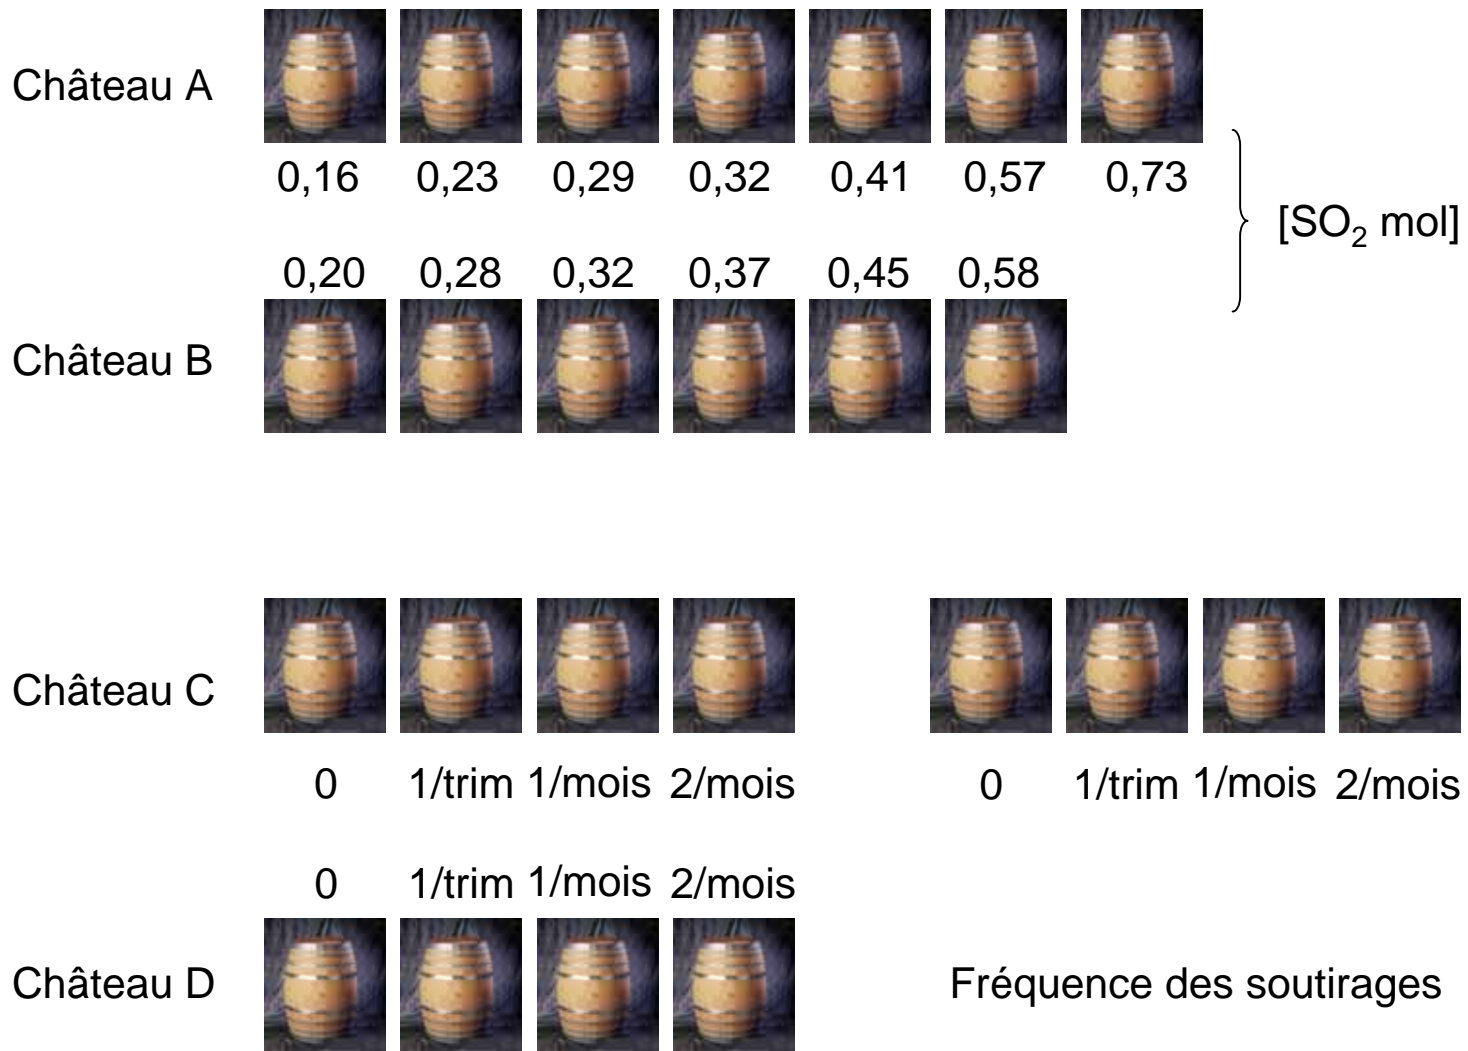 Château A
0,16 0,23 0,29 0,32 0,41 0,57 0,73
[SO₂ mol]
0,20 0,28 0,32 0,37 0,45 0,58
Château B
Château C
0 1/trim 1/mois 2/mois 0 1/trim 1/mois 2/mois
0 1/trim 1/mois 2/mois
Château D Fréquence des soutirages